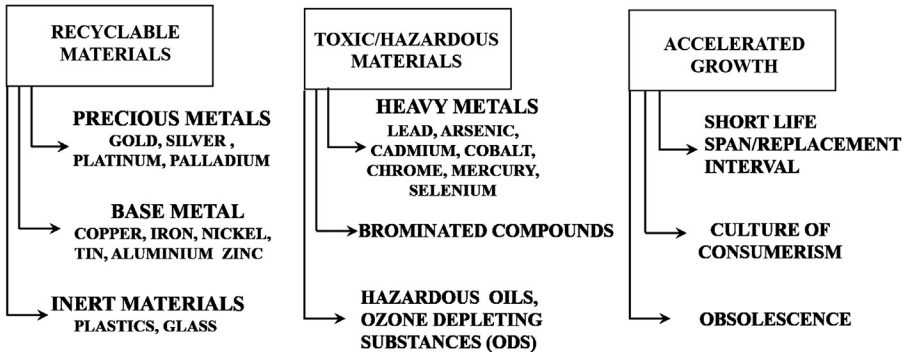 RECYCLABLE
MATERIALS
PRECIOUS METALS
GOLD, SILVER ,
PLATINUM, PALLADIUM
BASE METAL
COPPER, IRON, NICKEL,
TIN, ALUMINIUM ZINC
INERT MATERIALS
PLASTICS, GLASS
TOXIC/HAZARDOUS
MATERIALS
HEAVY METALS
LEAD, ARSENIC,
CADMIUM, COBALT,
CHROME, MERCURY,
SELENIUM
BROMINATED COMPOUNDS
HAZARDOUS OILS,
OZONE DEPLETING
SUBSTANCES (ODS)
ACCELERATED
GROWTH
SHORT LIFE
SPAN/REPLACEMENT
INTERVAL
CULTURE OF
CONSUMERISM
OBSOLESCENCE